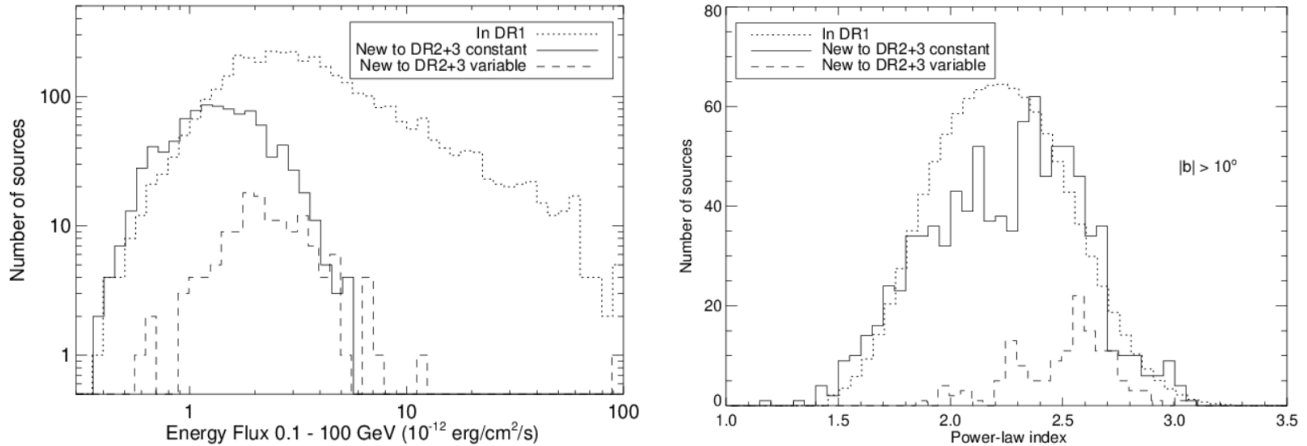 In DR1
New to DR2+3 constant
New to DR2+3 variable
100
10
1
Number of sources
1
10
100
Energy Flux 0.1 - 100 GeV (10⁻¹² erg/cm²/s)
80
In DR1
New to DR2+3 constant
New to DR2+3 variable
60
|b| > 10°
40
20
0
Number of sources
1.0
1.5
2.0
2.5
3.0
3.5
Power-law index